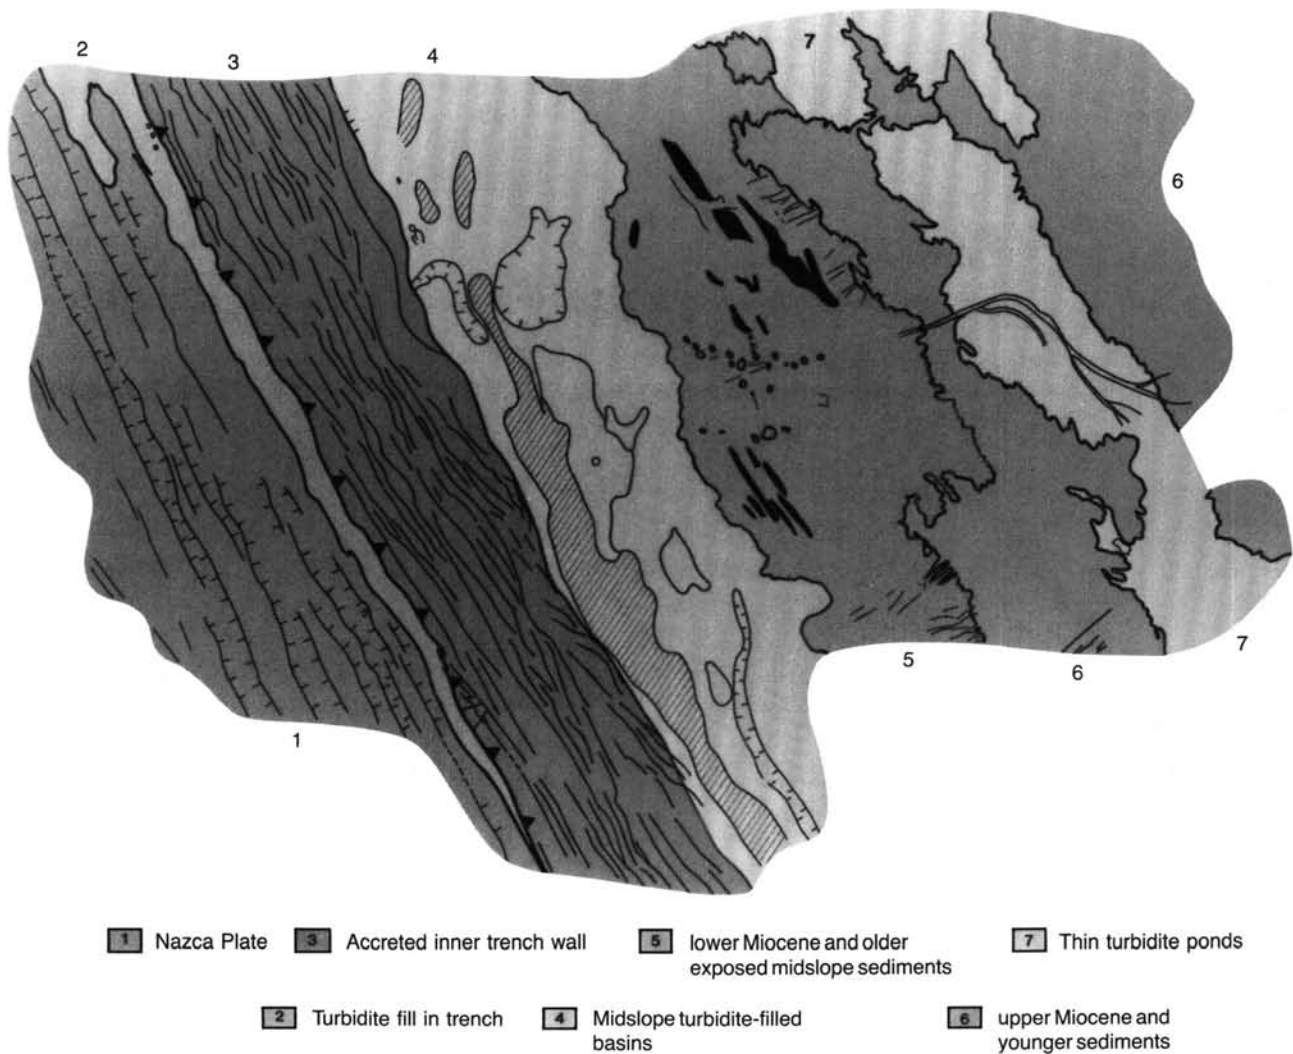 7
2
3
4
6
5
6
7
1
1 Nazca Plate
3 Accreted inner trench wall
5 lower Miocene and older
exposed midslope sediments
7 Thin turbidite ponds
2 Turbidite fill in trench
4 Midslope turbidite-filled
basins
6 upper Miocene and
younger sediments